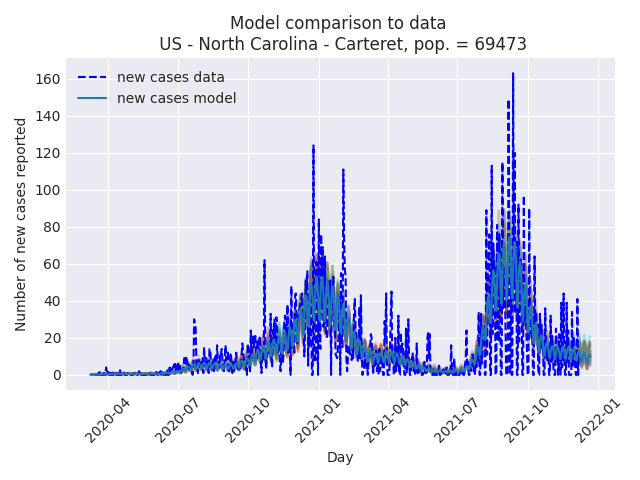 Model comparison to data
US - North Carolina - Carteret, pop. = 69473
new cases data
new cases model
Number of new cases reported
160
140
120
100
80
60
40
20
0
2020-04
2020-07
2020-10
2021-01
2021-04
2021-07
2021-10
2022-01
Day